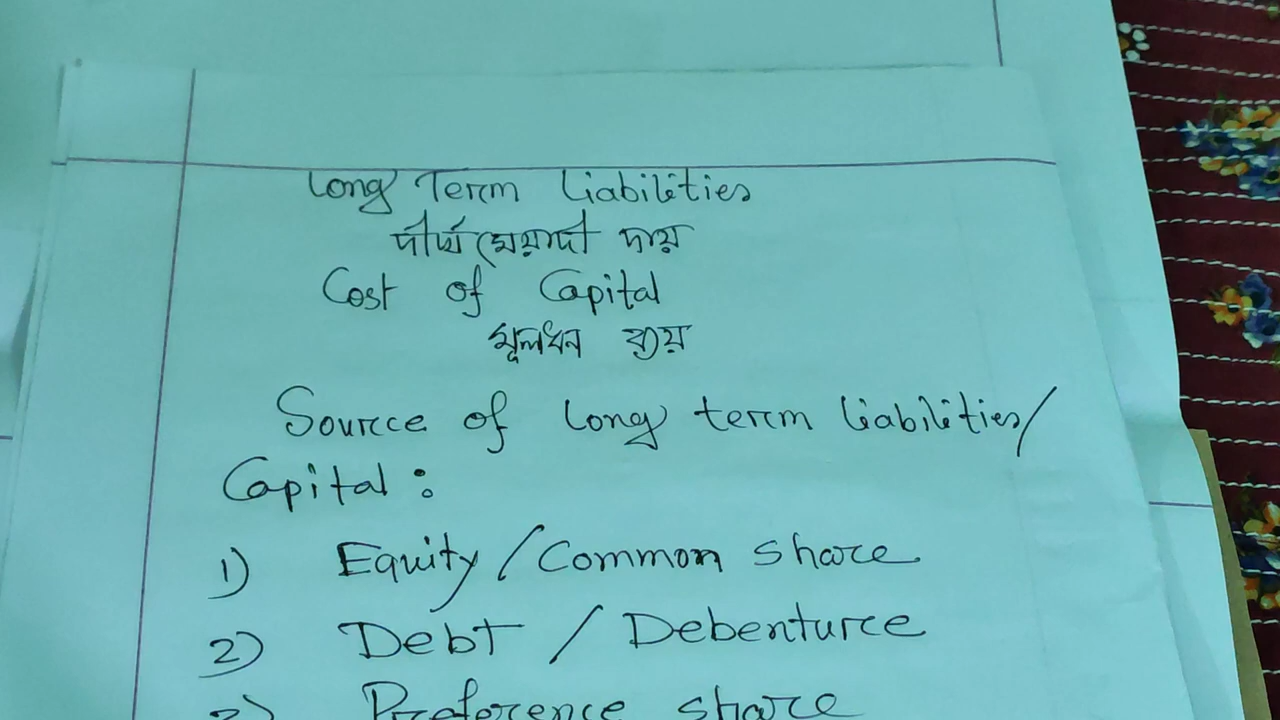 Long Term Liabilities
দীর্ঘ মেয়াদী দায়
Cost of Capital
মূলধন ব্যয়
Source of Long term Liabilities/
Capital :
1) Equity / Common share
2) Debt / Debenture
3) Preference share